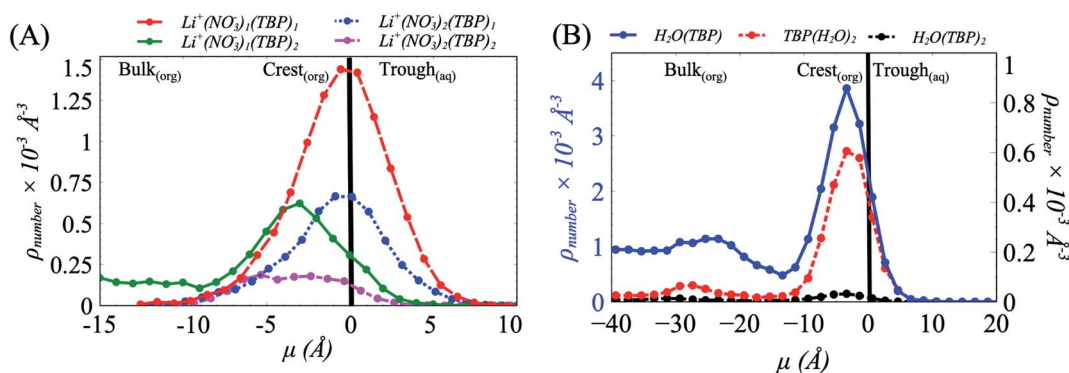 (A)
Li⁺(NO₃⁻)₁(TBP)₁
Li⁺(NO₃⁻)₂(TBP)₁
Li⁺(NO₃⁻)₁(TBP)₂
Li⁺(NO₃⁻)₂(TBP)₂
Bulk(org)
Crest(org)
Trough(aq)
1.5
1.25
1
0.75
0.5
0.25
0
ρnumber × 10⁻³ Å⁻³
-15
-10
-5
0
5
10
μ (Å)
(B)
H₂O(TBP)
TBP(H₂O)₂
H₂O(TBP)₂
Bulk(org)
Crest(org)
Trough(aq)
4
3
2
1
0
ρnumber × 10⁻³ Å⁻³
1
0.8
0.6
0.4
0.2
0
ρnumber × 10⁻³ Å⁻³
−40
−30
−20
−10
0
10
20
μ (Å)